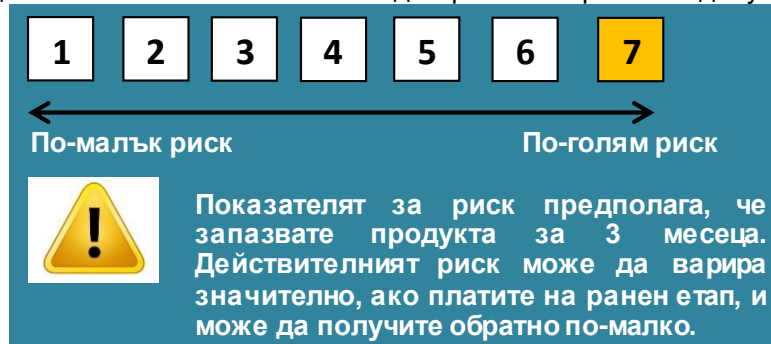 1 2 3 4 5 6 7
По-малък риск По-голям риск
Показателят за риск предполага, че
запазвате продукта за 3 месеца.
Действителният риск може да варира
значително, ако платите на ранен етап, и
може да получите обратно по-малко.